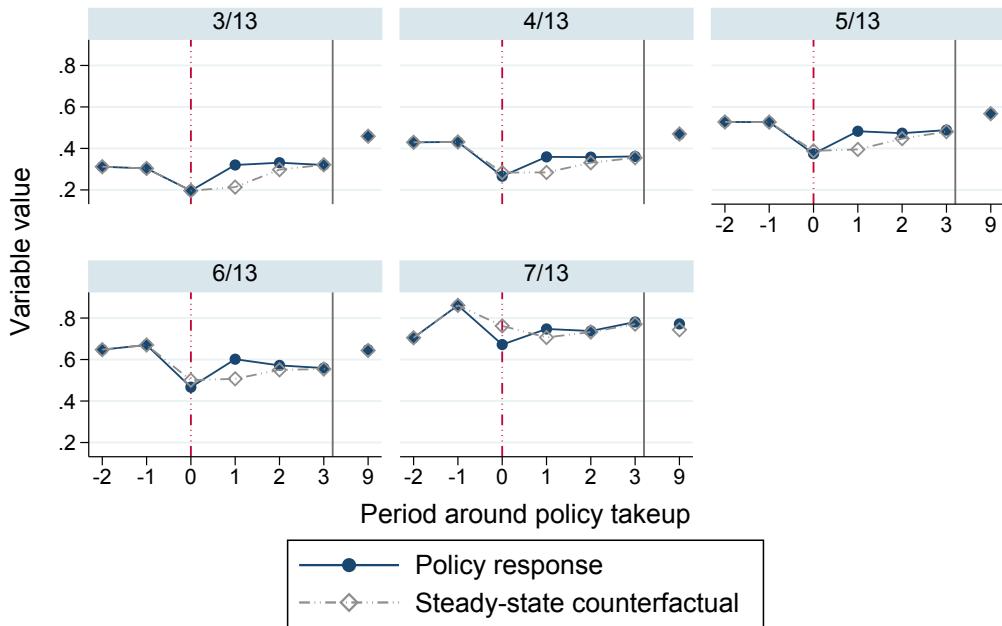 3/13 4/13 5/13
.8
.6
.4
.2
-2 -1 0 1 2 3 9
6/13 7/13
.8
.6
.4
.2
-2 -1 0 1 2 3 9 -2 -1 0 1 2 3 9
Variable value
Period around policy takeup
Policy response
Steady-state counterfactual